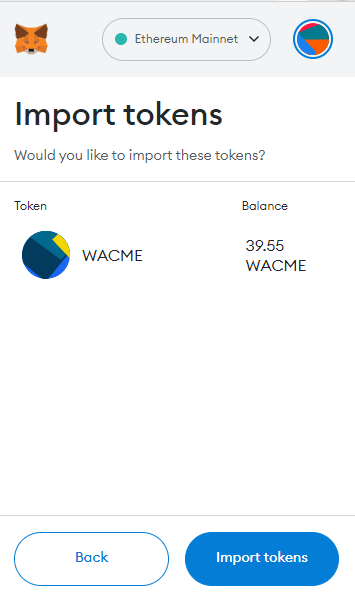 Ethereum Mainnet
Import tokens
Would you like to import these tokens?
Token Balance
WACME 39.55
WACME
Back Import tokens